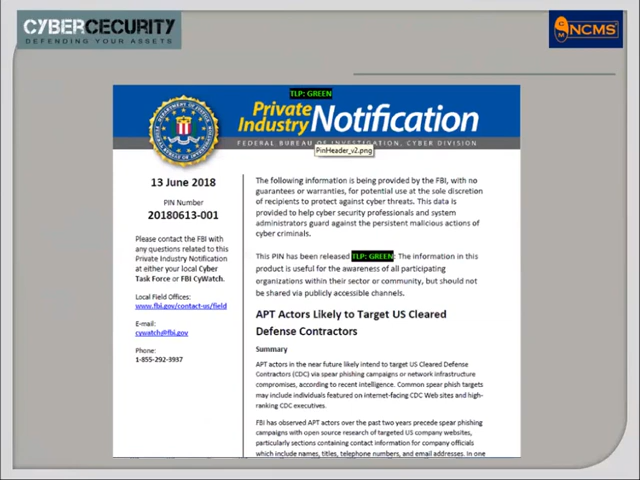 CYBERCECURITY
DEFENDING YOUR ASSETS
NCMS
TLP: GREEN
Private
Industry Notification
FEDERAL BUREAU OF INVESTIGATION, CYBER DIVISION
PinHeader_v2.png
13 June 2018
PIN Number
20180613-001
Please contact the FBI with
any questions related to this
Private Industry Notification
at either your local Cyber
Task Force or FBI CyWatch.
Local Field Offices:
www.fbi.gov/contact-us/field
E-mail:
cywatch@fbi.gov
Phone:
1-855-292-3937
The following information is being provided by the FBI, with no
guarantees or warranties, for potential use at the sole discretion
of recipients to protect against cyber threats. This data is
provided to help cyber security professionals and system
administrators guard against the persistent malicious actions of
cyber criminals.
This PIN has been released TLP: GREEN: The information in this
product is useful for the awareness of all participating
organizations within their sector or community, but should not
be shared via publicly accessible channels.
APT Actors Likely to Target US Cleared
Defense Contractors
Summary
APT actors in the near future likely intend to target US Cleared Defense
Contractors (CDC) via spear phishing campaigns or network infrastructure
compromises, according to recent intelligence. Common spear phish targets
may include individuals featured on internet-facing CDC Web sites and high-
ranking CDC executives.
FBI has observed APT actors over the past two years precede spear phishing
campaigns with open source research of targeted US company websites,
particularly sections containing contact information for company officials
which include names, titles, telephone numbers, and email addresses. In one